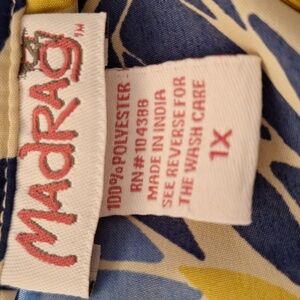 MADRAG™
100% POLYESTER
RN# 104388
MADE IN INDIA
SEE REVERSE FOR
THE WASH CARE
1X